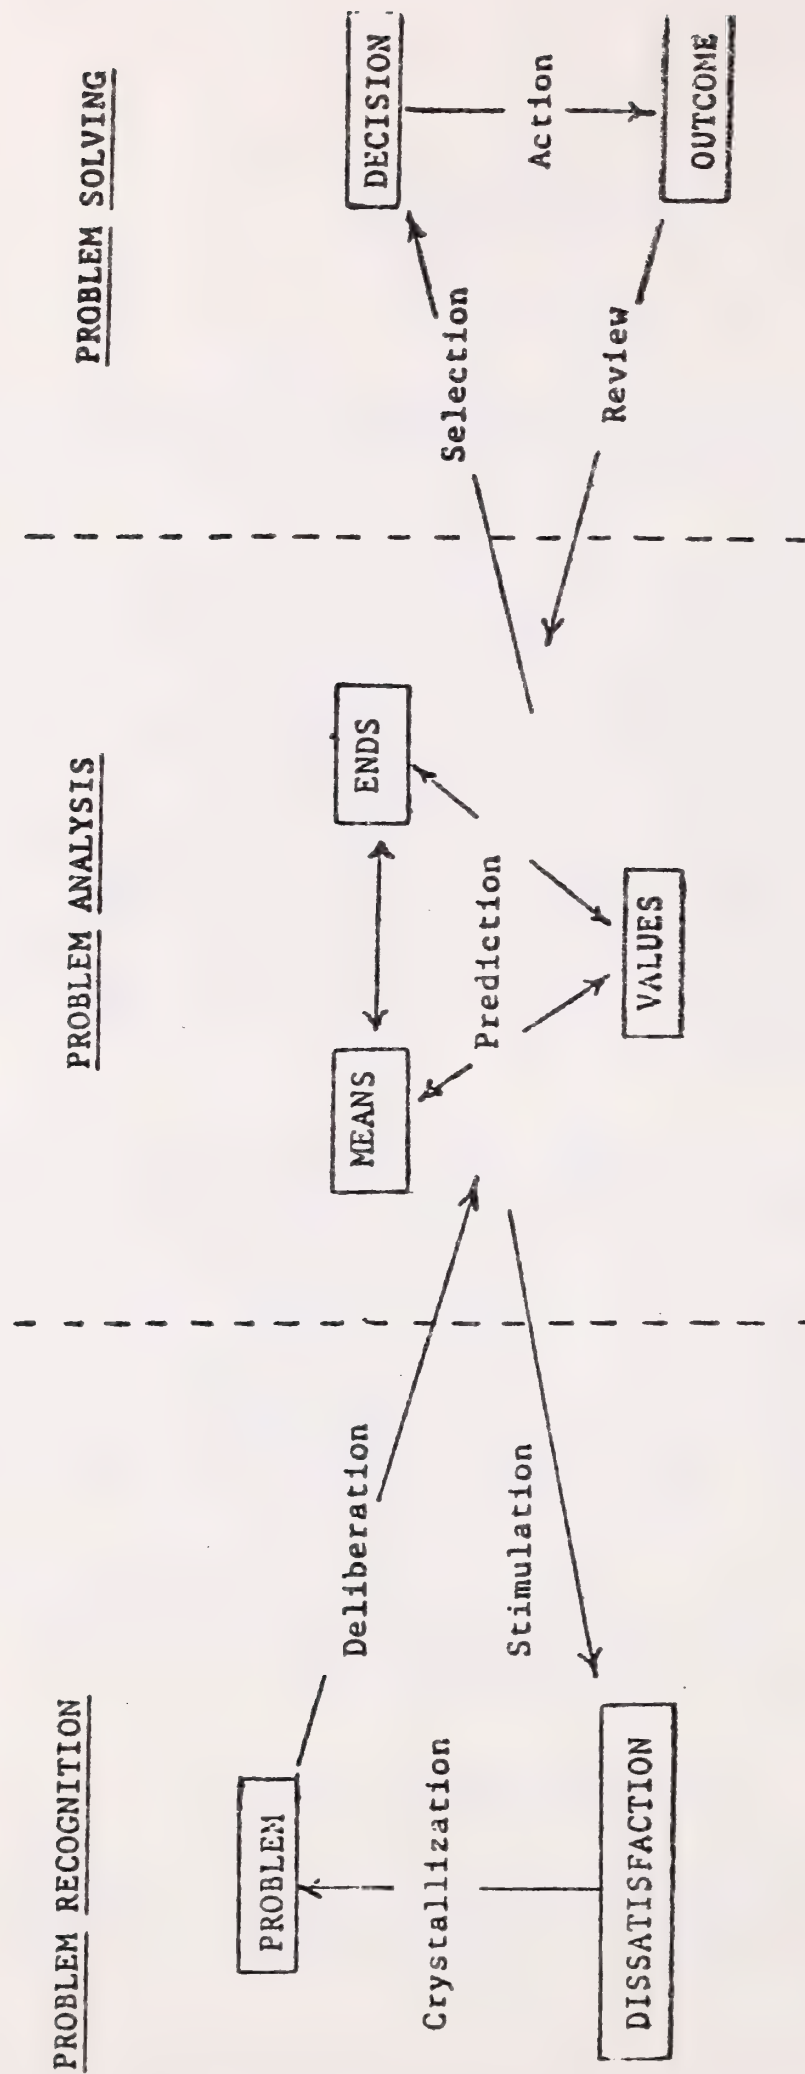 PROBLEM RECOGNITION
PROBLEM ANALYSIS
PROBLEM SOLVING
PROBLEM
Deliberation
Crystallization
Stimulation
DISSATISFACTION
MEANS
ENDS
Prediction
VALUES
Selection
DECISION
Action
Review
OUTCOME